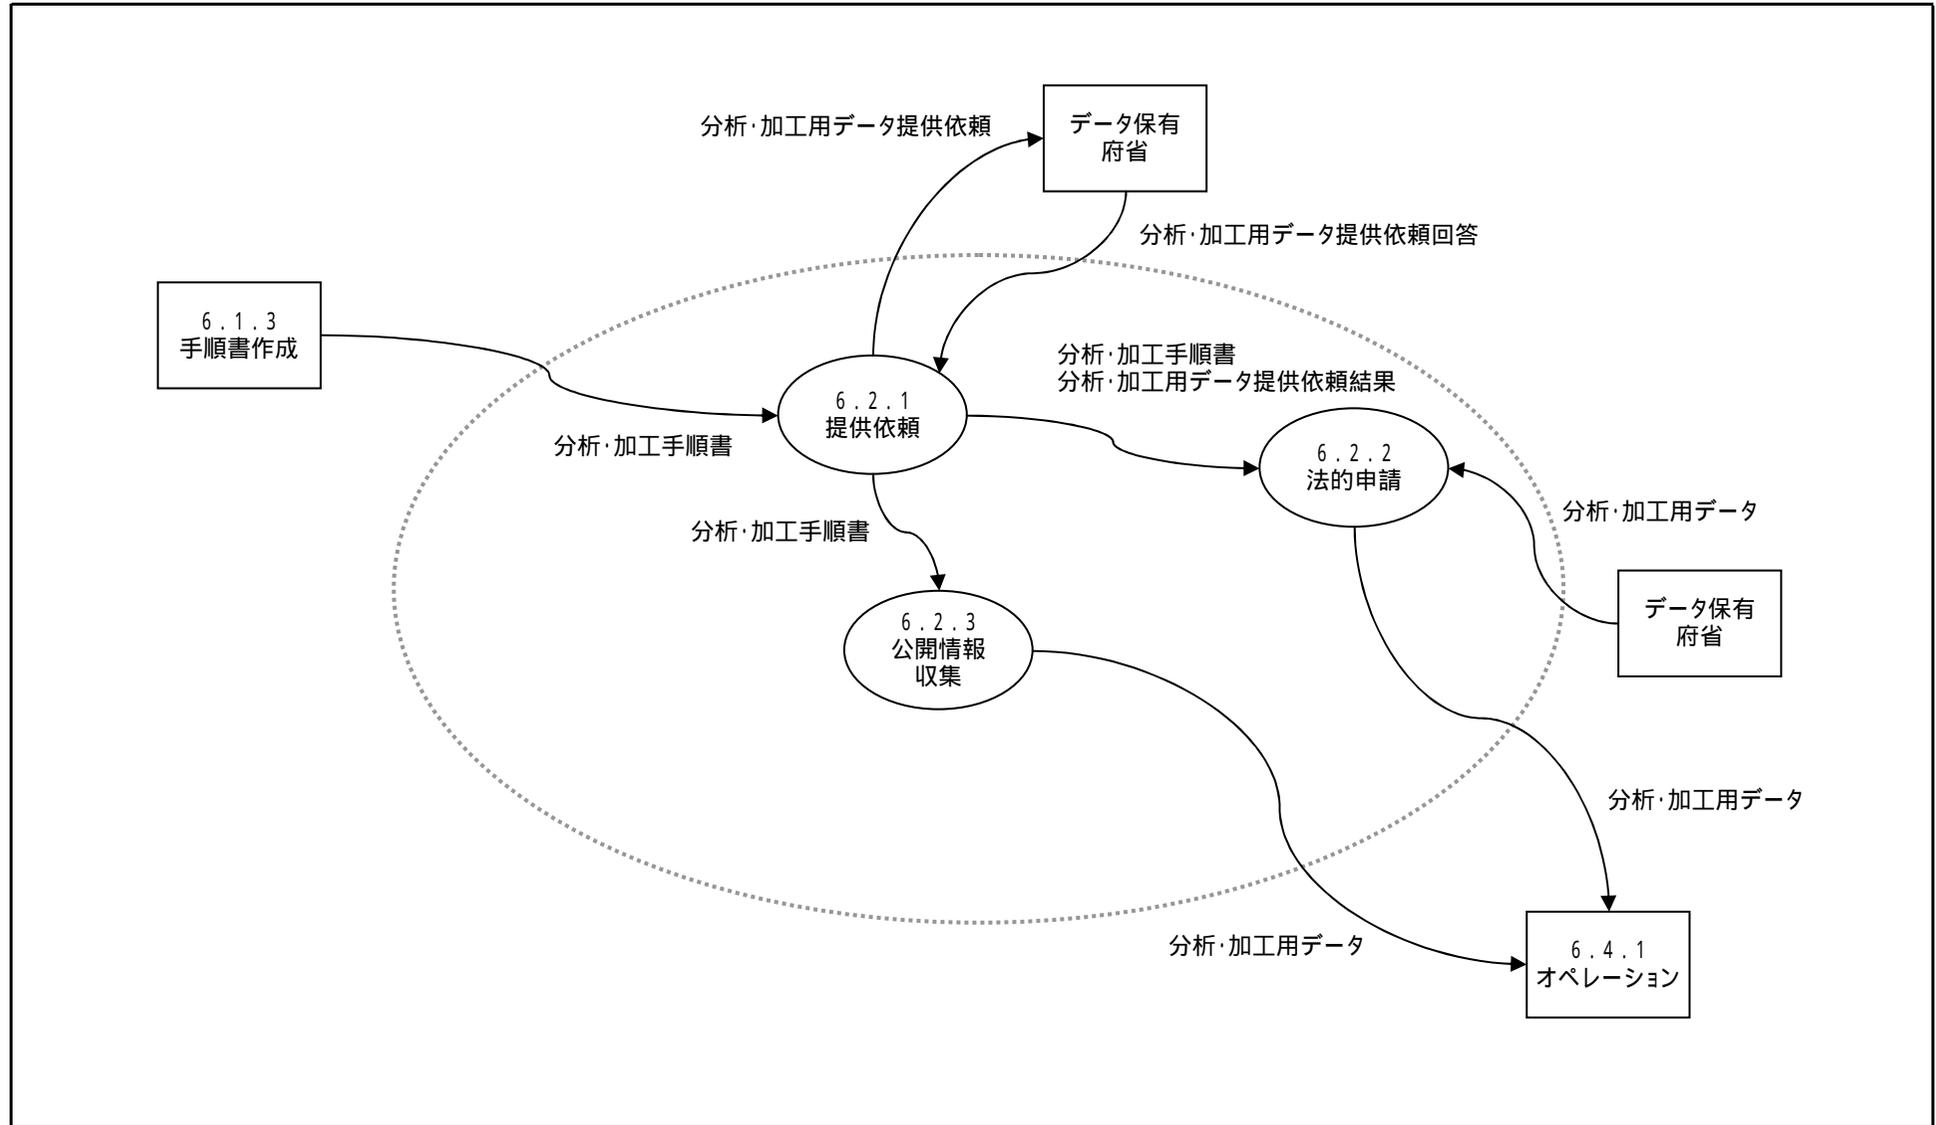 分析・加工用データ提供依頼
データ保有
府省
分析・加工用データ提供依頼回答
6.1.3
手順書作成
分析・加工手順書
分析・加工用データ提供依頼結果
6.2.1
提供依頼
分析・加工手順書
6.2.2
法的申請
分析・加工用データ
分析・加工手順書
データ保有
府省
6.2.3
公開情報
収集
分析・加工用データ
分析・加工用データ
6.4.1
オペレーション